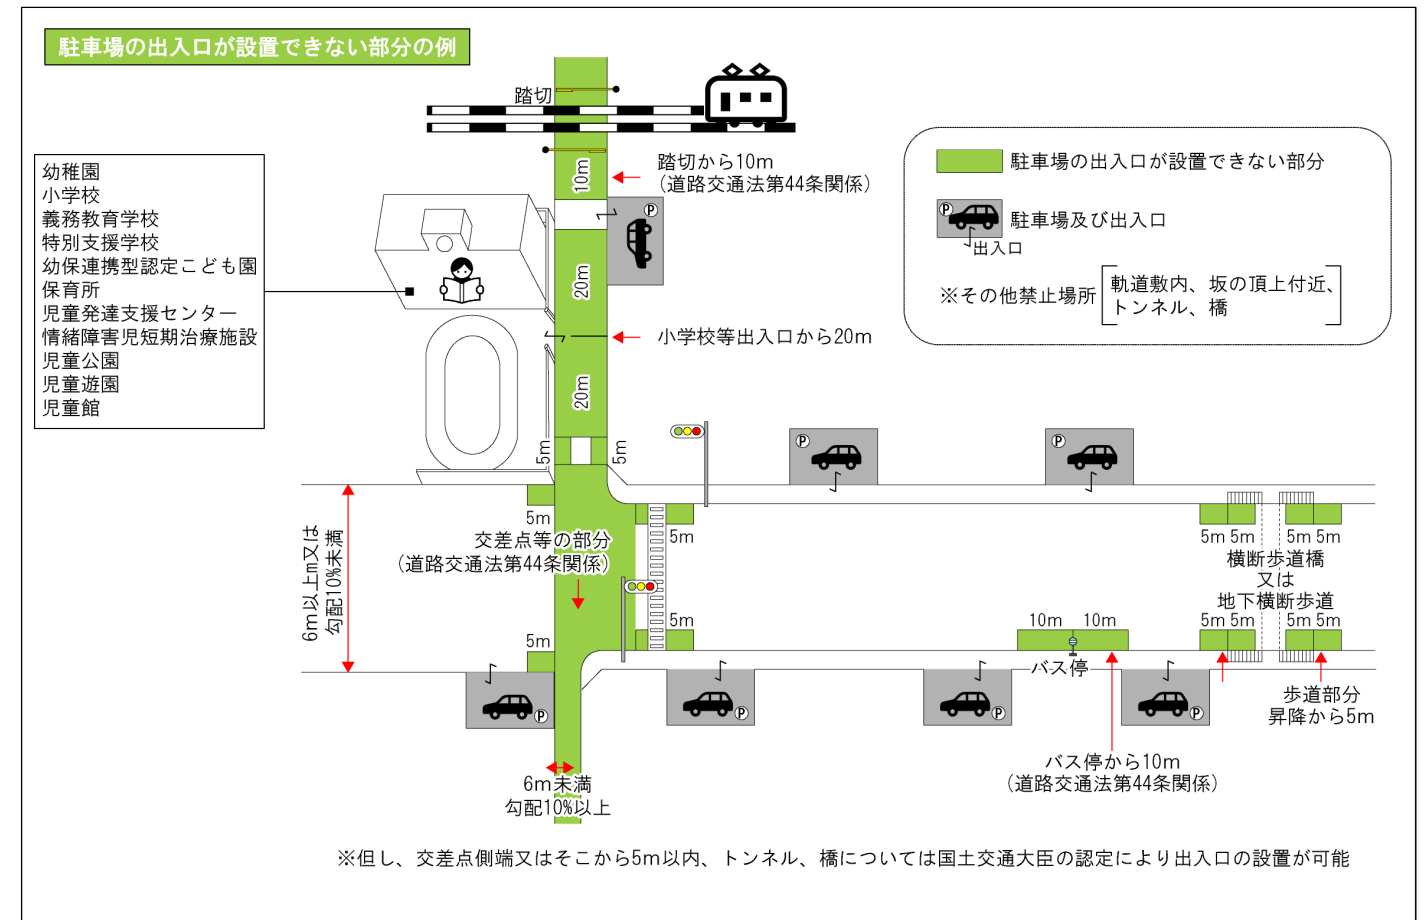 駐車場の出入口が設置できない部分の例
踏切
踏切から10m
(道路交通法第44条関係)
10m
幼稚園
小学校
義務教育学校
特別支援学校
幼保連携型認定こども園
保育所
児童発達支援センター
情緒障害児短期治療施設
児童公園
児童遊園
児童館
P
20m
小学校等出入口から20m
20m
駐車場の出入口が設置できない部分
P
駐車場及び出入口
出入口
※その他禁止場所
軌道敷内、坂の頂上付近、
トンネル、橋
5m
5m
P
P
6m以上m又は
勾配10%未満
5m
交差点等の部分
(道路交通法第44条関係)
5m
5m
5m
5m 5m
5m 5m
横断歩道橋
又は
地下横断歩道
10m
10m
5m 5m
5m 5m
バス停
P
P
P
P
歩道部分
昇降から5m
バス停から10m
(道路交通法第44条関係)
6m未満
勾配10%以上
※但し、交差点側端又はそこから5m以内、トンネル、橋については国土交通大臣の認定により出入口の設置が可能